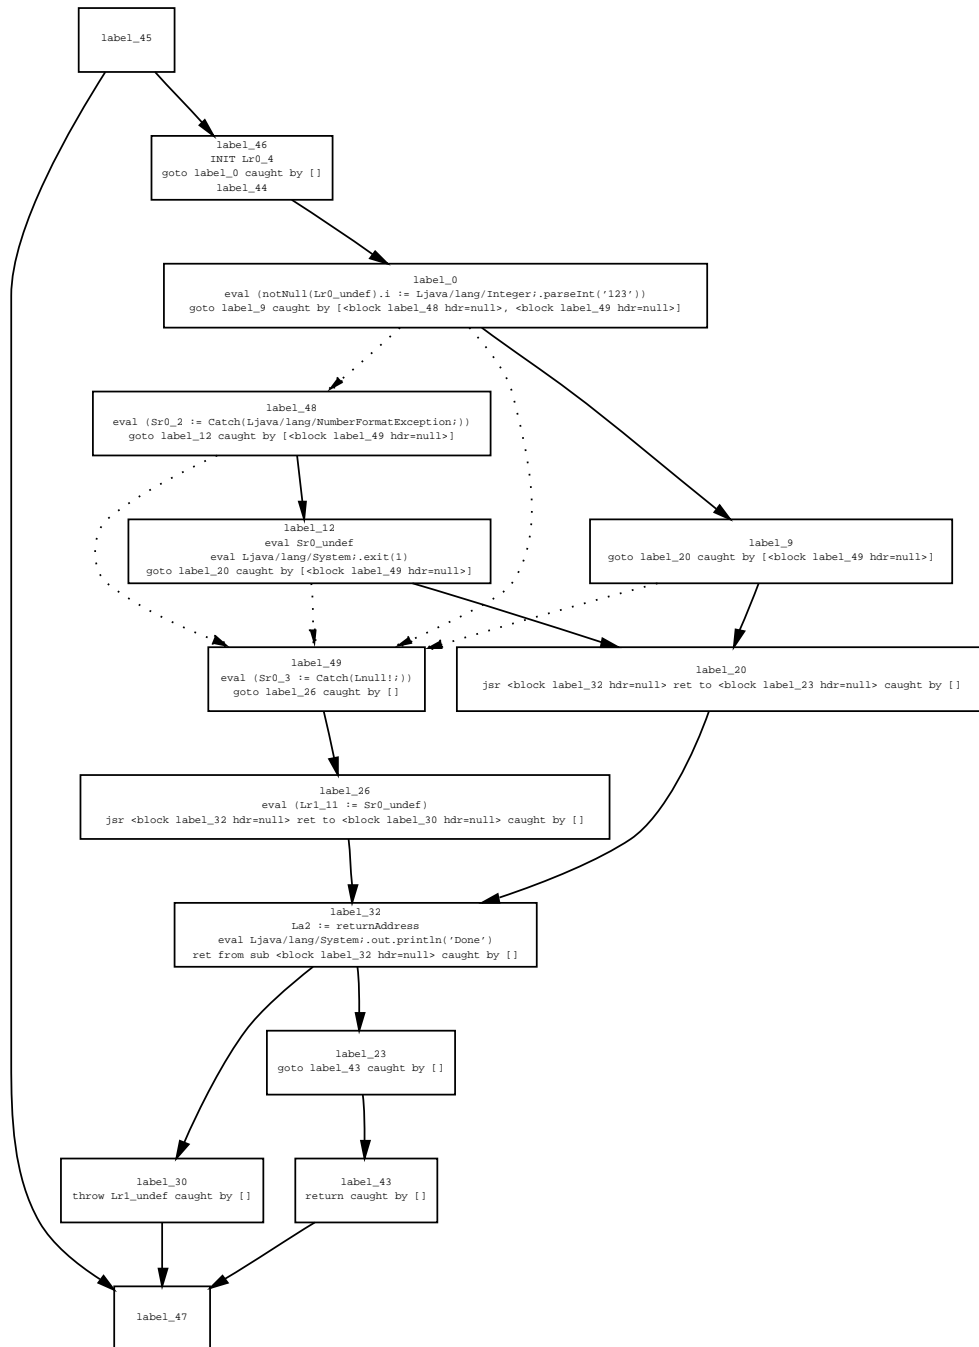 label_45
label_46
INIT Lr0_4
goto label_0 caught by []
label_44
label_0
eval (notNull(Lr0_undef).i := Ljava/lang/Integer;.parseInt('123'))
goto label_9 caught by [<block label_48 hdr=null>, <block label_49 hdr=null>]
label_48
eval (Sr0_2 := Catch(Ljava/lang/NumberFormatException;))
goto label_12 caught by [<block label_49 hdr=null>]
label_12
eval Sr0_undef
eval Ljava/lang/System;.exit(1)
goto label_20 caught by [<block label_49 hdr=null>]
label_9
goto label_20 caught by [<block label_49 hdr=null>]
label_49
eval (Sr0_3 := Catch(Lnull!;))
goto label_26 caught by []
label_20
jsr <block label_32 hdr=null> ret to <block label_23 hdr=null> caught by []
label_26
eval (Lr1_11 := Sr0_undef)
jsr <block label_32 hdr=null> ret to <block label_30 hdr=null> caught by []
label_32
La2 := returnAddress
eval Ljava/lang/System;.out.println('Done')
ret from sub <block label_32 hdr=null> caught by []
label_23
goto label_43 caught by []
label_30
throw Lr1_undef caught by []
label_43
return caught by []
label_47